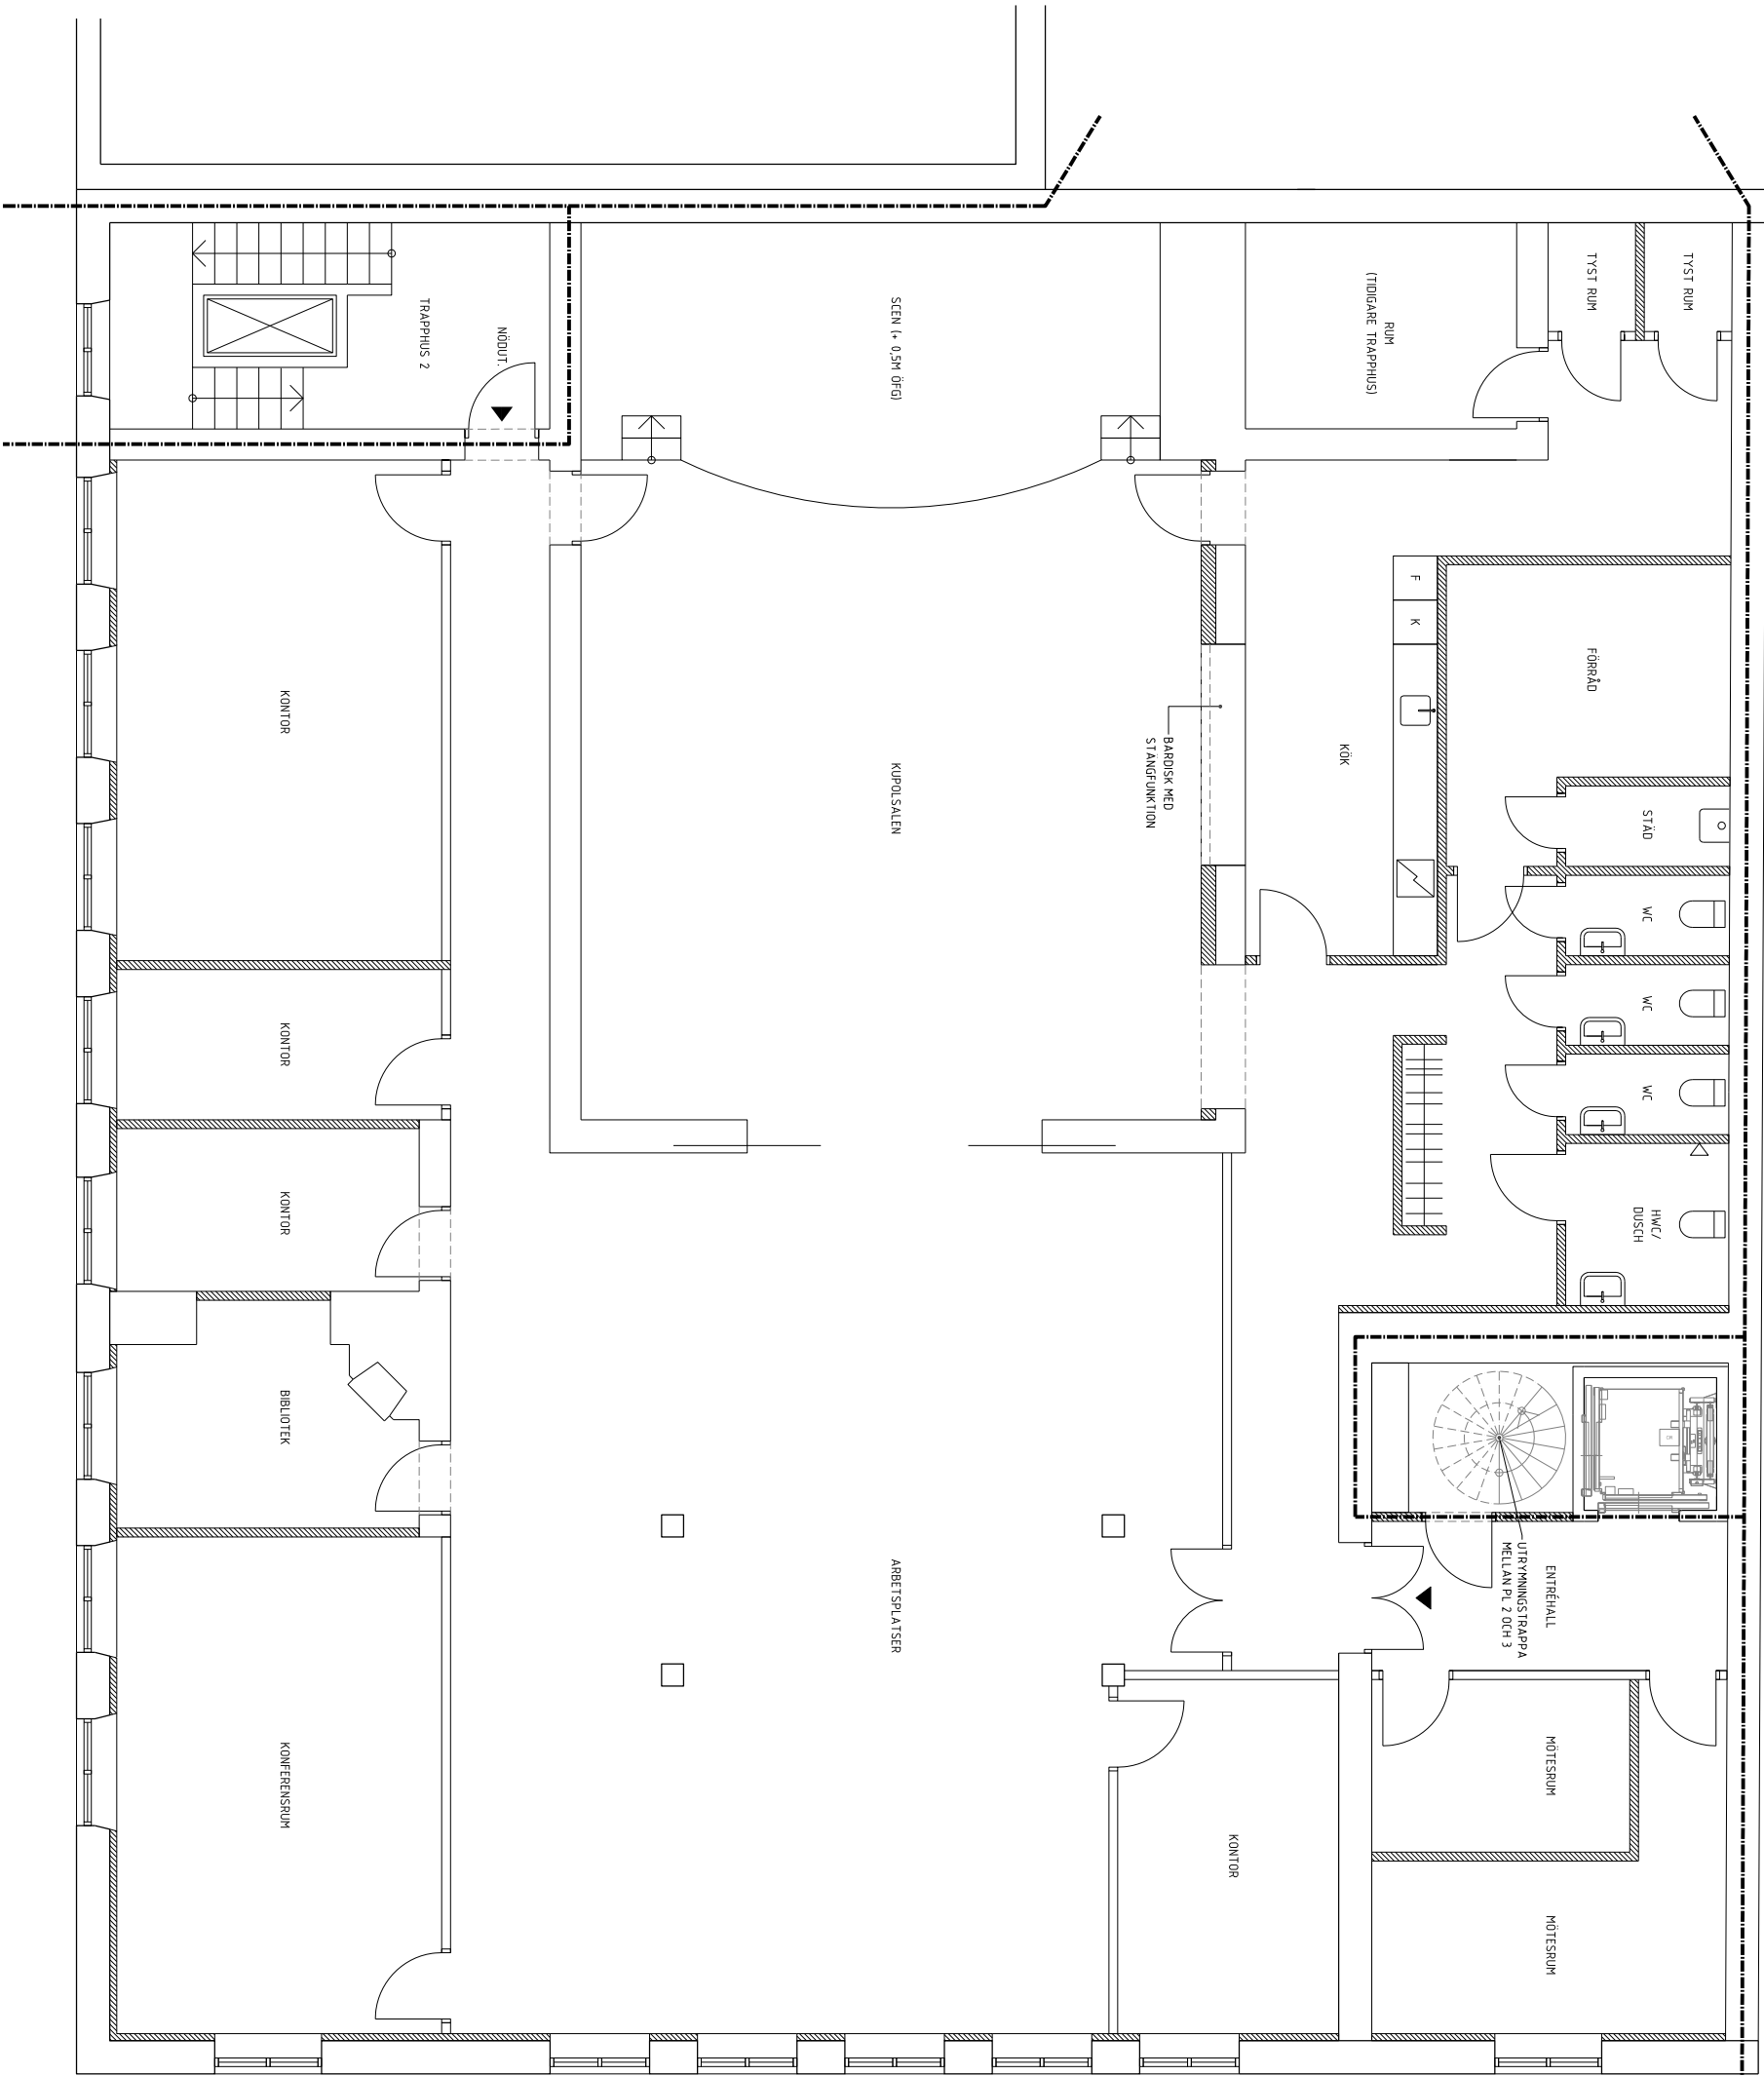 TYST RUM
TYST RUM
RUM
(TIDIGARE TRAPPHUS)
SCEN (+ 0,5M ÖFG)
NÖDUT.
TRAPPHUS 2
F
K
FÖRRÅD
KÖK
BARDISK MED
STÄNGFUNKTION
KUPOLSALEN
KONTOR
STÄD
WC
WC
WC
HWC/
DUSCH
KONTOR
KONTOR
BIBLIOTEK
UTRYMNINGSTRAPPA
MELLAN PL 2 OCH 3
ENTRÉHALL
ARBETSPLATSER
MÖTESRUM
MÖTESRUM
KONTOR
KONFERENSRUM